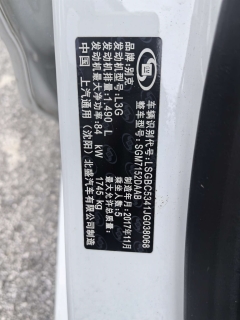 品牌:别克
车辆识别代号:LSGBC5341JG038068
整车型号:SGM7152DAAB
发动机型号:L3G
发动机排量:1.490 L
制造年月:2017年11月
发动机最大净功率:84 kW
乘坐人数:5
最大允许总质量:1745 kg
中国 上汽通用(沈阳)北盛汽车有限公司制造